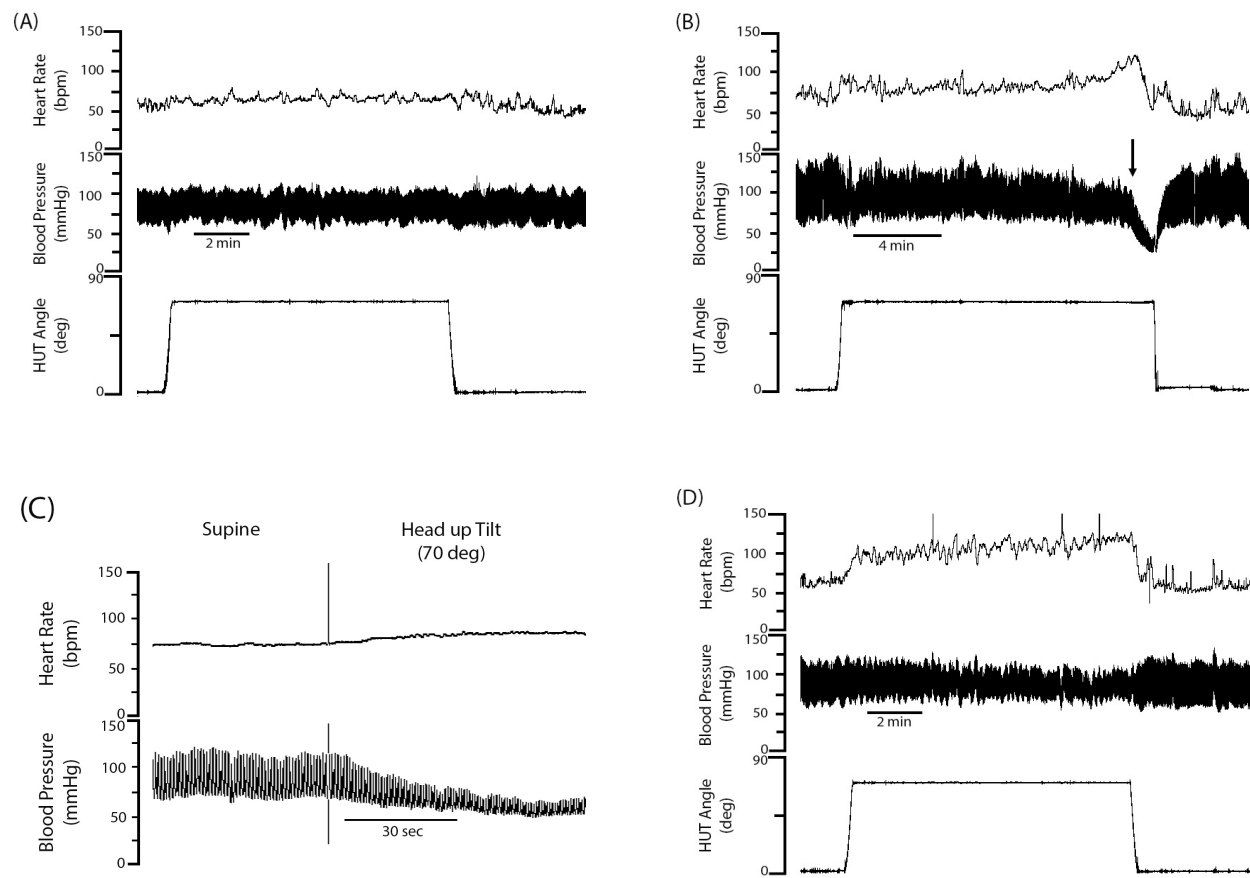 (A)
150
100
50
0
Heart Rate
(bpm)
150
100
50
0
Blood Pressure
(mmHg)
2 min
90
0
HUT Angle
(deg)
(B)
150
100
50
0
Heart Rate
(bpm)
150
100
50
0
Blood Pressure
(mmHg)
4 min
90
0
HUT Angle
(deg)
(C)
Supine
Head up Tilt
(70 deg)
150
100
50
0
Heart Rate
(bpm)
150
100
50
0
Blood Pressure
(mmHg)
30 sec
(D)
150
100
50
0
Heart Rate
(bpm)
150
100
50
0
Blood Pressure
(mmHg)
2 min
90
0
HUT Angle
(deg)